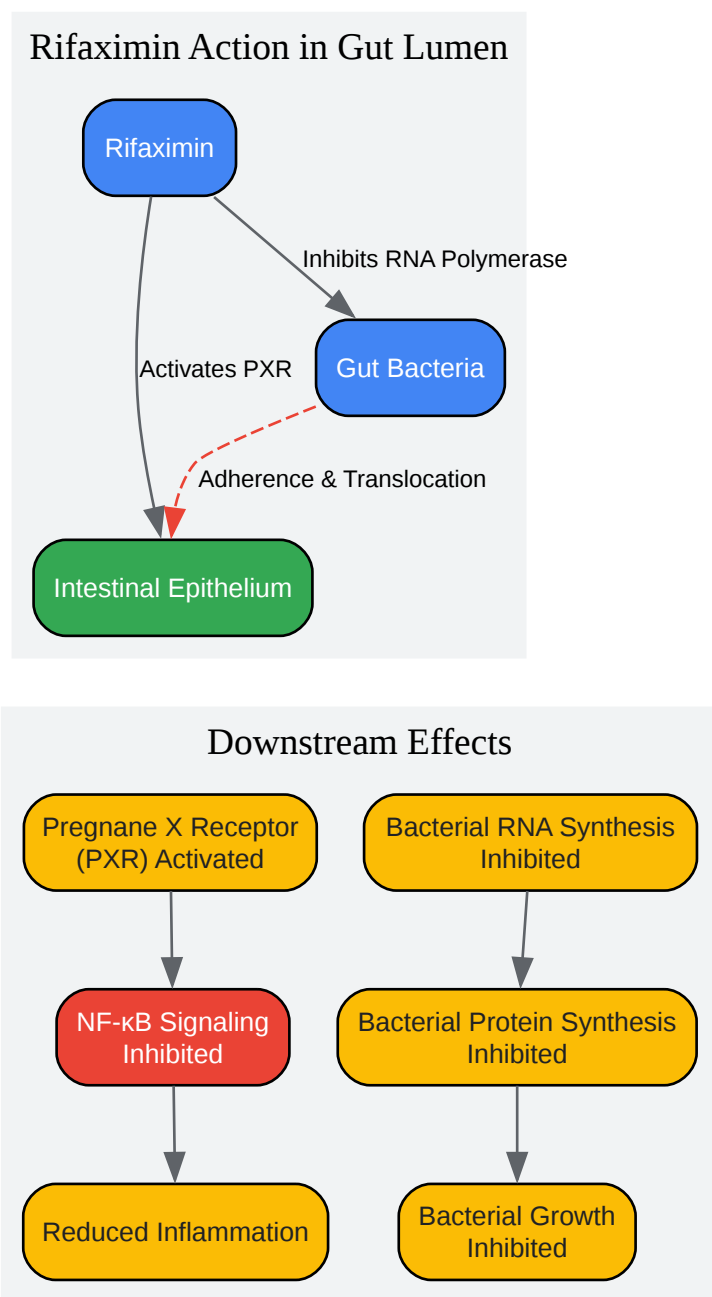 Rifaximin Action in Gut Lumen
Rifaximin
Inhibits RNA Polymerase
Activates PXR
Gut Bacteria
Adherence & Translocation
Intestinal Epithelium
Downstream Effects
Pregnane X Receptor
(PXR) Activated
Bacterial RNA Synthesis
Inhibited
NF-κB Signaling
Inhibited
Bacterial Protein Synthesis
Inhibited
Reduced Inflammation
Bacterial Growth
Inhibited